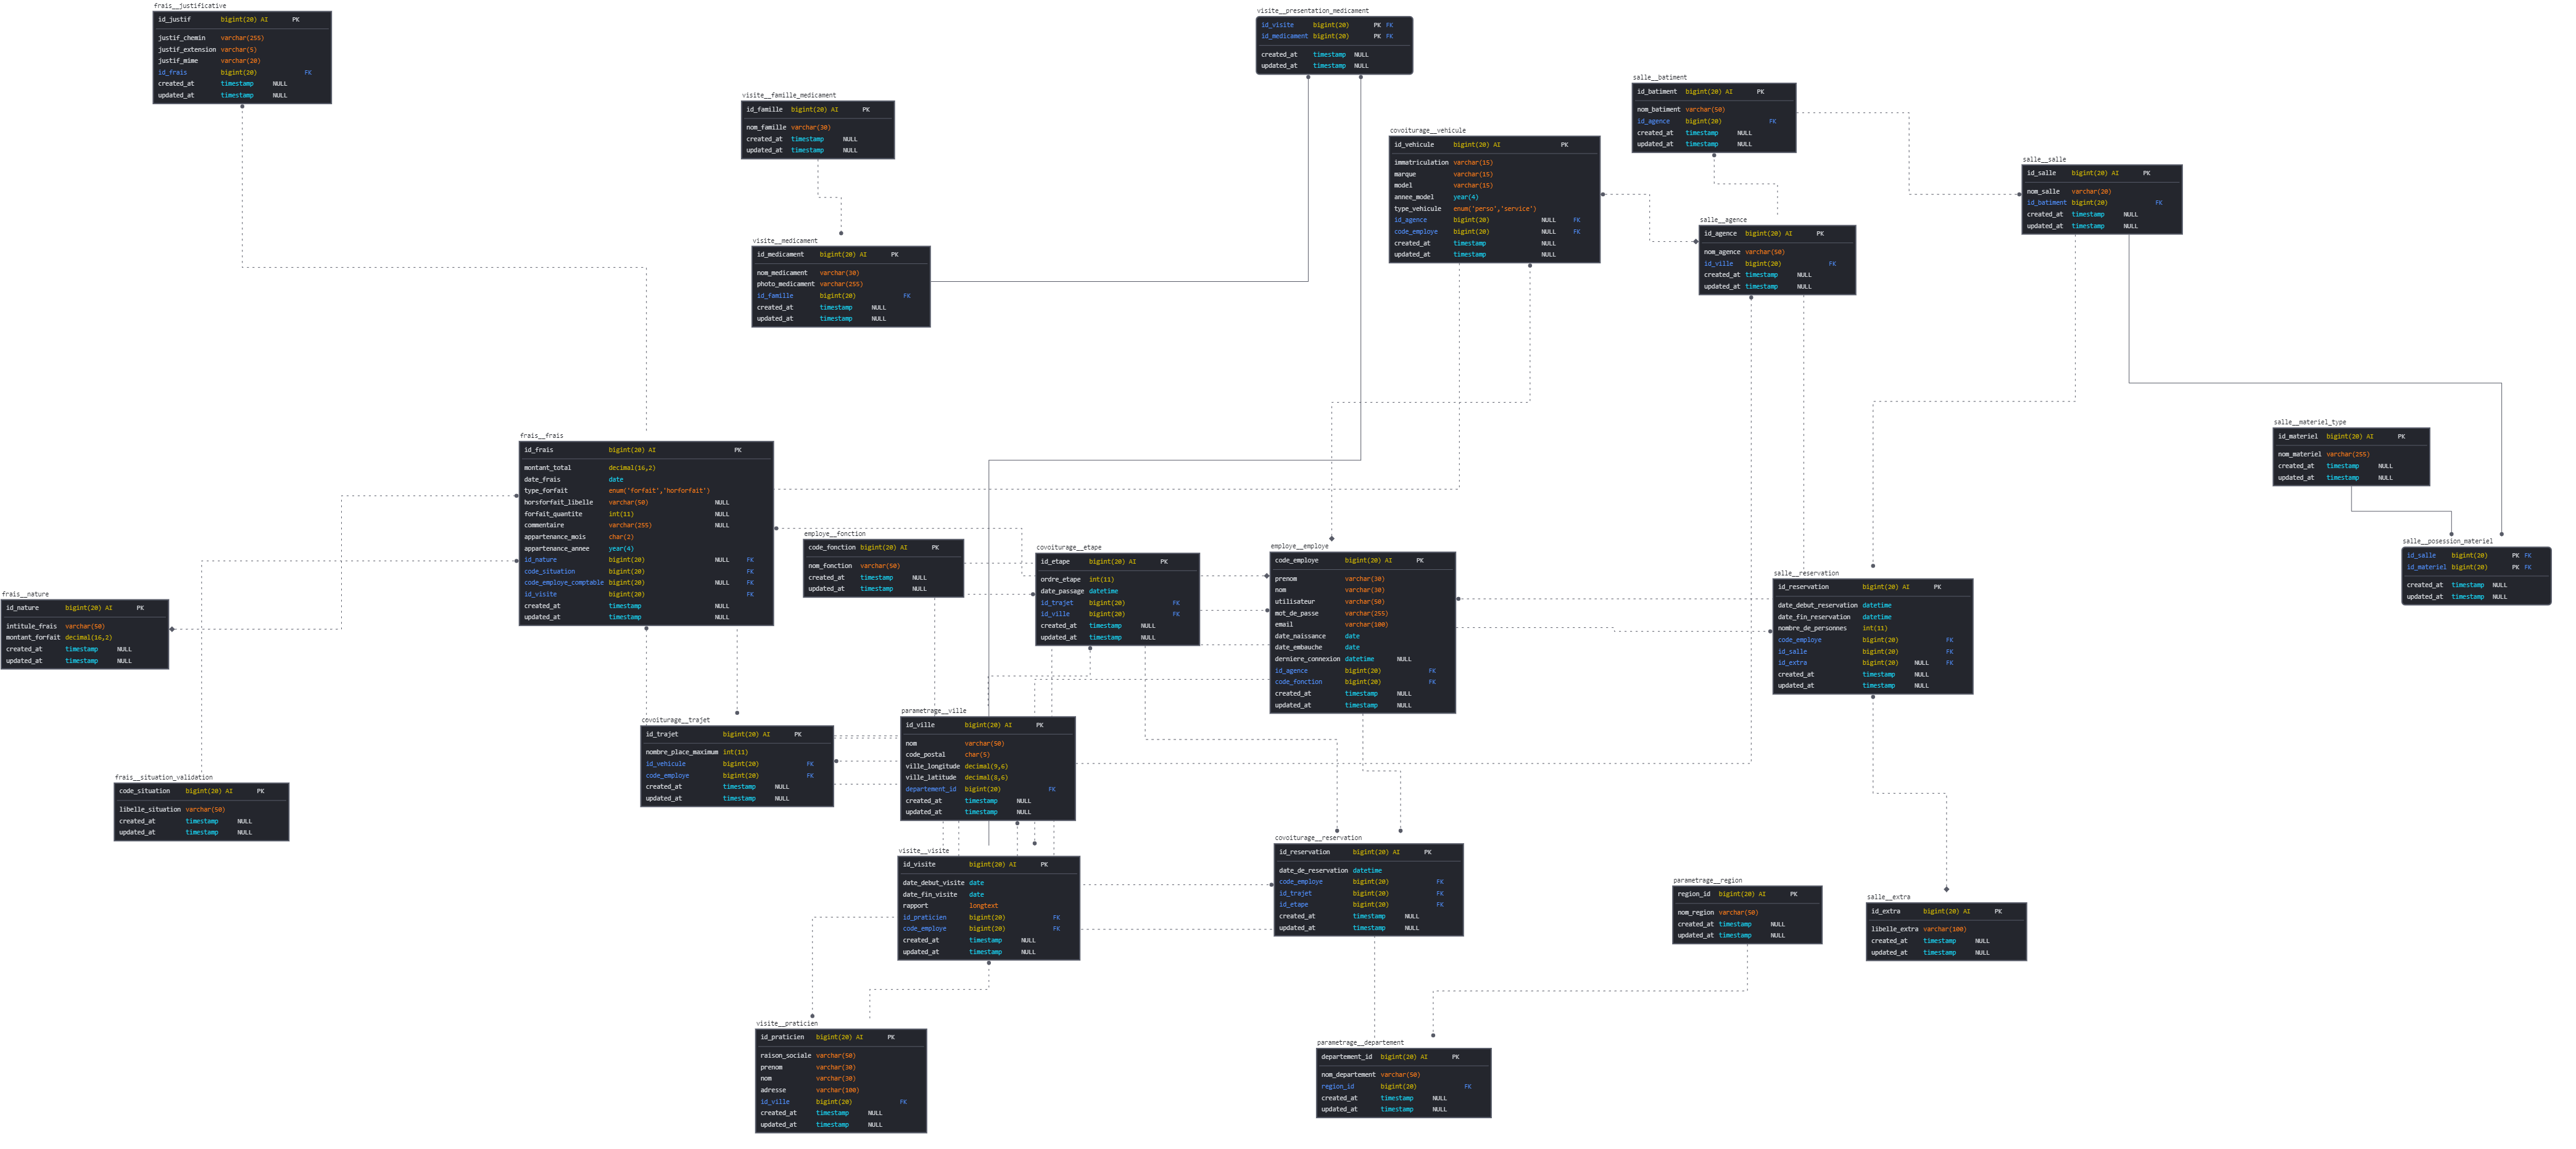 frais__justificative
id_justif bigint(20) AI PK
justif_chemin varchar(255)
justif_extension varchar(5)
justif_mime varchar(20)
id_frais bigint(20) FK
created_at timestamp NULL
updated_at timestamp NULL
visite__presentation_medicament
id_visite bigint(20) PK FK
id_medicament bigint(20) PK FK
created_at timestamp NULL
updated_at timestamp NULL
visite__famille_medicament
id_famille bigint(20) AI PK
nom_famille varchar(30)
created_at timestamp NULL
updated_at timestamp NULL
salle__batiment
id_batiment bigint(20) AI PK
nom_batiment varchar(50)
id_agence bigint(20) FK
created_at timestamp NULL
updated_at timestamp NULL
covoiturage__vehicule
id_vehicule bigint(20) AI PK
immatriculation varchar(15)
marque varchar(15)
model varchar(15)
annee_model year(4)
type_vehicule enum('perso','service')
id_agence bigint(20) NULL FK
code_employe bigint(20) NULL FK
created_at timestamp NULL
updated_at timestamp NULL
salle__salle
id_salle bigint(20) AI PK
nom_salle varchar(20)
id_batiment bigint(20) FK
created_at timestamp NULL
updated_at timestamp NULL
salle__agence
id_agence bigint(20) AI PK
nom_agence varchar(50)
id_ville bigint(20) FK
created_at timestamp NULL
updated_at timestamp NULL
visite__medicament
id_medicament bigint(20) AI PK
nom_medicament varchar(30)
photo_medicament varchar(255)
id_famille bigint(20) FK
created_at timestamp NULL
updated_at timestamp NULL
salle__materiel_type
id_materiel bigint(20) AI PK
nom_materiel varchar(255)
created_at timestamp NULL
updated_at timestamp NULL
frais__frais
id_frais bigint(20) AI PK
montant_total decimal(16,2)
date_frais date
type_forfait enum('forfait','horforfait')
horsforfait_libelle varchar(50) NULL
forfait_quantite int(11) NULL
commentaire varchar(255) NULL
appartenance_mois char(2)
appartenance_annee year(4)
id_nature bigint(20) NULL FK
code_situation bigint(20) FK
code_employe_comptable bigint(20) NULL FK
id_visite bigint(20) FK
created_at timestamp NULL
updated_at timestamp NULL
employe__fonction
code_fonction bigint(20) AI PK
nom_fonction varchar(50)
created_at timestamp NULL
updated_at timestamp NULL
covoiturage__etape
id_etape bigint(20) AI PK
ordre_etape int(11)
date_passage datetime
id_trajet bigint(20) FK
id_ville bigint(20) FK
created_at timestamp NULL
updated_at timestamp NULL
employe__employe
code_employe bigint(20) AI PK
prenom varchar(30)
nom varchar(30)
utilisateur varchar(50)
mot_de_passe varchar(255)
email varchar(100)
date_naissance date
date_embauche date
derniere_connexion datetime NULL
id_agence bigint(20) FK
code_fonction bigint(20) FK
created_at timestamp NULL
updated_at timestamp NULL
salle__posession_materiel
id_salle bigint(20) PK FK
id_materiel bigint(20) PK FK
created_at timestamp NULL
updated_at timestamp NULL
salle__reservation
id_reservation bigint(20) AI PK
date_debut_reservation datetime
date_fin_reservation datetime
nombre_de_personnes int(11)
code_employe bigint(20) FK
id_salle bigint(20) FK
id_extra bigint(20) NULL FK
created_at timestamp NULL
updated_at timestamp NULL
frais__nature
id_nature bigint(20) AI PK
intitule_frais varchar(50)
montant_forfait decimal(16,2)
created_at timestamp NULL
updated_at timestamp NULL
covoiturage__trajet
id_trajet bigint(20) AI PK
nombre_place_maximum int(11)
id_vehicule bigint(20) FK
code_employe bigint(20) FK
created_at timestamp NULL
updated_at timestamp NULL
parametrage__ville
id_ville bigint(20) AI PK
nom varchar(50)
code_postal char(5)
ville_longitude decimal(9,6)
ville_latitude decimal(8,6)
departement_id bigint(20) FK
created_at timestamp NULL
updated_at timestamp NULL
frais__situation_validation
code_situation bigint(20) AI PK
libelle_situation varchar(50)
created_at timestamp NULL
updated_at timestamp NULL
visite__visite
id_visite bigint(20) AI PK
date_debut_visite date
date_fin_visite date
rapport longtext
id_praticien bigint(20) FK
code_employe bigint(20) FK
created_at timestamp NULL
updated_at timestamp NULL
covoiturage__reservation
id_reservation bigint(20) AI PK
date_de_reservation datetime
code_employe bigint(20) FK
id_trajet bigint(20) FK
id_etape bigint(20) FK
created_at timestamp NULL
updated_at timestamp NULL
parametrage__region
region_id bigint(20) AI PK
nom_region varchar(50)
created_at timestamp NULL
updated_at timestamp NULL
salle__extra
id_extra bigint(20) AI PK
libelle_extra varchar(100)
created_at timestamp NULL
updated_at timestamp NULL
visite__praticien
id_praticien bigint(20) AI PK
raison_sociale varchar(50)
prenom varchar(30)
nom varchar(30)
adresse varchar(100)
id_ville bigint(20) FK
created_at timestamp NULL
updated_at timestamp NULL
parametrage__departement
departement_id bigint(20) AI PK
nom_departement varchar(50)
region_id bigint(20) FK
created_at timestamp NULL
updated_at timestamp NULL